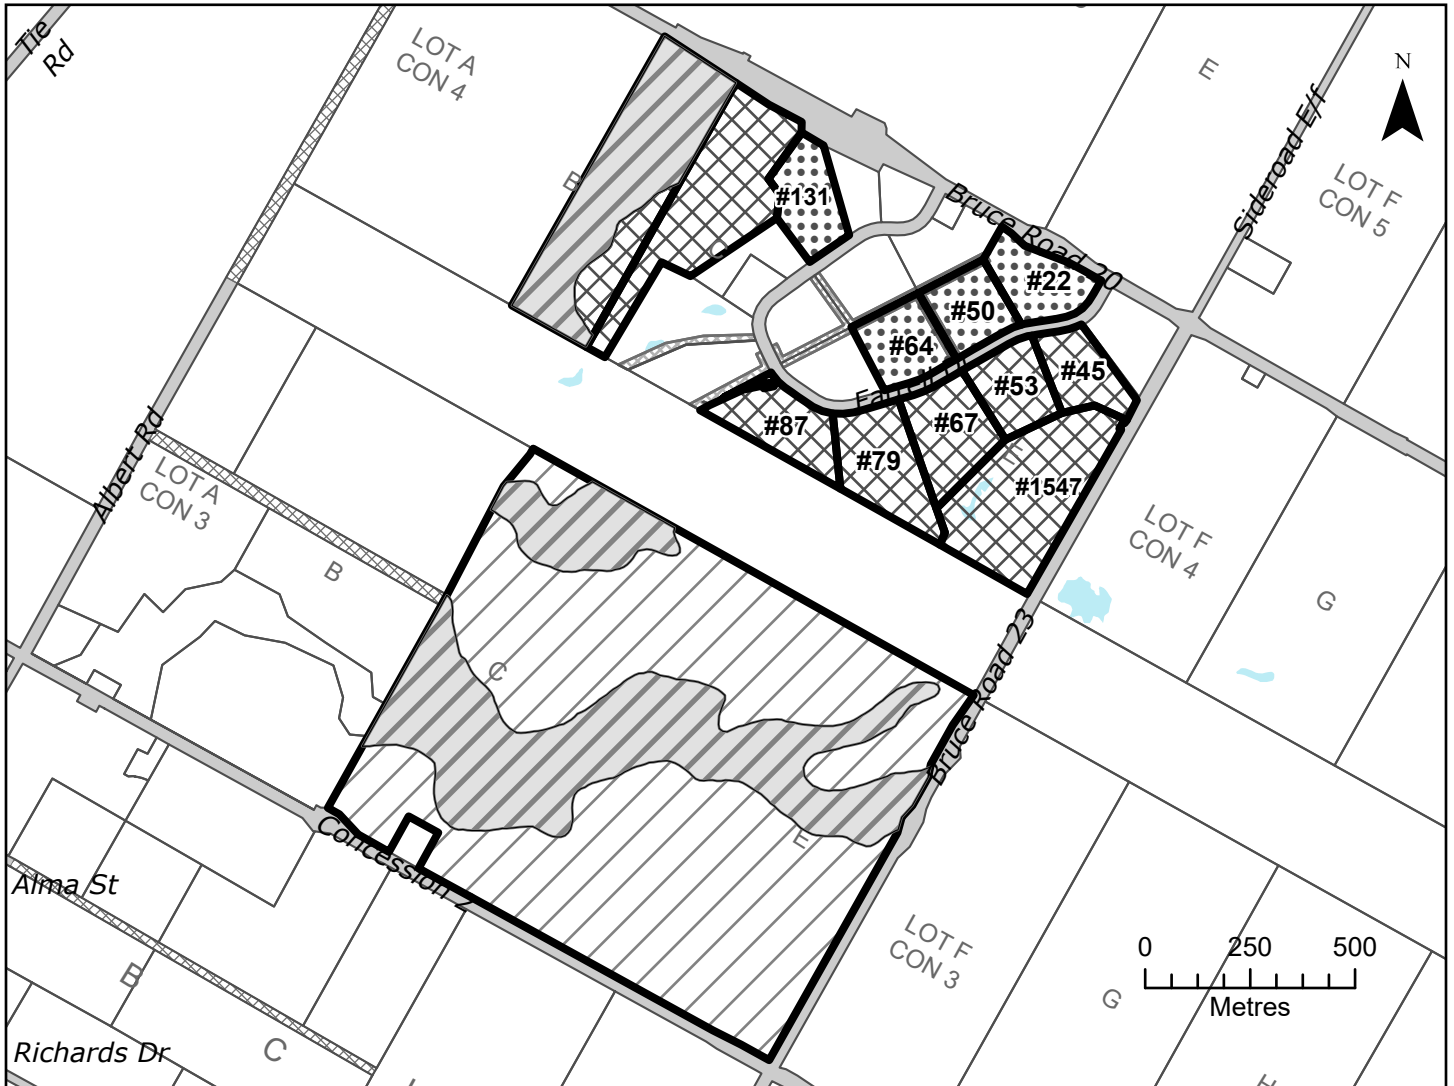 Tie
Rd
LOT A
CON 4
E
N
Sideroad E/f
LOT F
CON 5
B
#131
Bruce Road 20
C
#22
#50
#64
#45
#53
#87
#67
#79
E
#1547
Albert Rd
LOT A
CON 3
LOT F
CON 4
B
G
C
Bruce Road 23
E
Concession 2
Alma St
LOT F
CON 3
0 250 500
Metres
B
G
Richards Dr
C
H